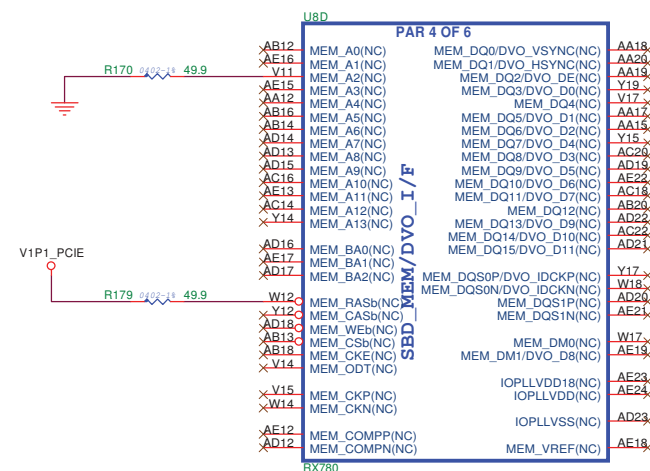 U8D
PAR 4 OF 6
AB12 MEM_A0(NC) MEM_DQ0/DVO_VSYNC(NC) AA18
AE16 MEM_A1(NC) MEM_DQ1/DVO_HSYNC(NC) AA20
R170 0402-1% 49.9 V11 MEM_A2(NC) MEM_DQ2/DVO_DE(NC) AA19
AE15 MEM_A3(NC) MEM_DQ3/DVO_D0(NC) Y19
AA12 MEM_A4(NC) MEM_DQ4(NC) V17
AB16 MEM_A5(NC) MEM_DQ5/DVO_D1(NC) AA17
AB14 MEM_A6(NC) MEM_DQ6/DVO_D2(NC) AA15
AD14 MEM_A7(NC) MEM_DQ7/DVO_D4(NC) Y15
AD13 MEM_A8(NC) MEM_DQ8/DVO_D3(NC) AC20
AD15 MEM_A9(NC) MEM_DQ9/DVO_D5(NC) AD19
AC16 MEM_A10(NC) MEM_DQ10/DVO_D6(NC) AE22
AE13 MEM_A11(NC) MEM_DQ11/DVO_D7(NC) AC18
AC14 MEM_A12(NC) MEM_DQ12(NC) AB20
Y14 MEM_A13(NC) MEM_DQ13/DVO_D9(NC) AD22
MEM_DQ14/DVO_D10(NC) AC22
AD16 MEM_BA0(NC) MEM_DQ15/DVO_D11(NC) AD21
AE17 MEM_BA1(NC)
AD17 MEM_BA2(NC) MEM_DQS0P/DVO_IDCKP(NC) Y17
MEM_DQS0N/DVO_IDCKN(NC) W18
V1P1_PCIE
R179 0402-1% 49.9 W12 MEM_RASb(NC) MEM_DQS1P(NC) AD20
Y12 MEM_CASb(NC) MEM_DQS1N(NC) AE21
AD18 MEM_WEb(NC)
AB13 MEM_CSb(NC) MEM_DM0(NC) W17
AB18 MEM_CKE(NC) MEM_DM1/DVO_D8(NC) AE19
V14 MEM_ODT(NC)
IOPLLVDD18(NC) AE23
V15 MEM_CKP(NC) IOPLLVDD(NC) AE24
W14 MEM_CKN(NC)
IOPLLVSS(NC) AD23
AE12 MEM_COMPP(NC)
AD12 MEM_COMPN(NC) MEM_VREF(NC) AE18
SBD_MEM/DVO_I/F
RX780